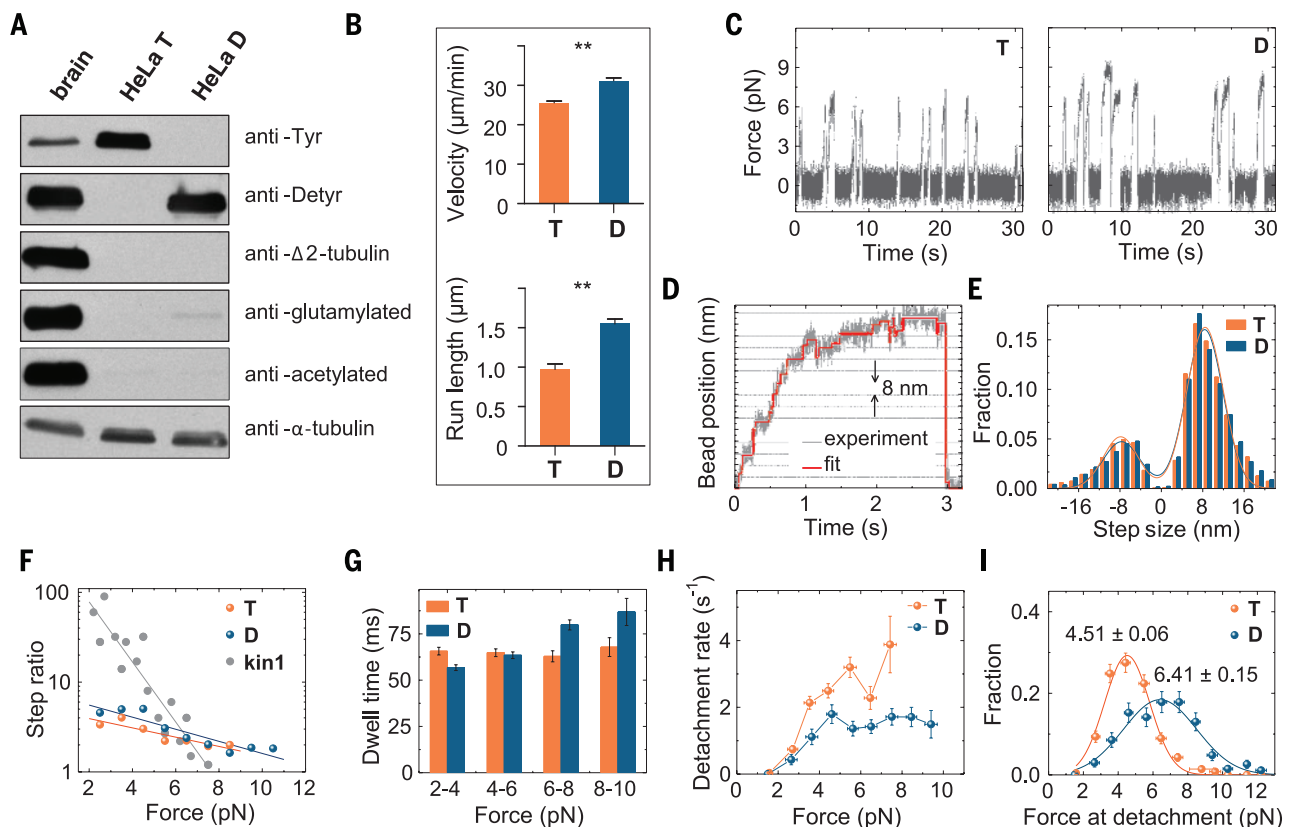 A
brain
HeLa T
HeLa D
anti-Tyr
anti-Detyr
anti-Δ2-tubulin
anti-glutamylated
anti-acetylated
anti-α-tubulin
B
Velocity (μm/min)
30
20
10
0
**
T D
Run length (μm)
1.5
1.0
0.5
0
**
T D
C
Force (pN)
9
6
3
0
T
0 10 20 30
Time (s)
D
0 10 20 30
Time (s)
D
Bead position (nm)
8 nm
experiment
fit
0 1 2 3
Time (s)
E
Fraction
0.15
0.10
0.05
0.00
T
D
-16 -8 0 8 16
Step size (nm)
F
Step ratio
100
10
1
T
D
kin1
0 2 4 6 8 10 12
Force (pN)
G
Dwell time (ms)
75
50
25
0
T
D
2-4 4-6 6-8 8-10
Force (pN)
H
Detachment rate (s⁻¹)
6
4
2
0
T
D
0 2 4 6 8 10
Force (pN)
I
Fraction
0.4
0.2
0.0
T
D
4.51 ± 0.06
6.41 ± 0.15
0 2 4 6 8 10 12
Force at detachment (pN)